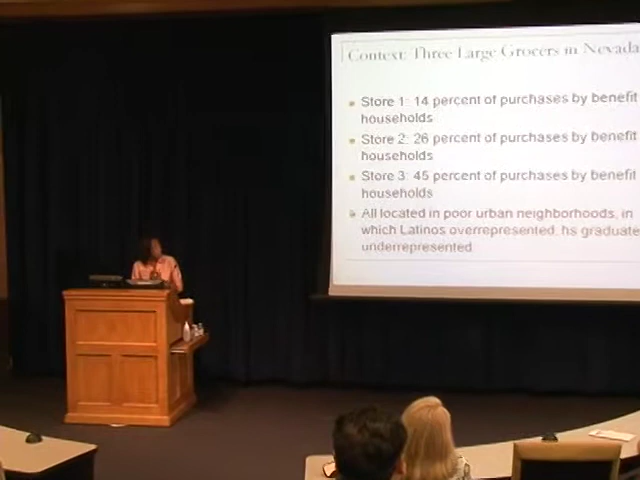 Context: Three Large Grocers in Nevada
Store 1: 14 percent of purchases by benefit
households
Store 2: 26 percent of purchases by benefit
households
Store 3: 45 percent of purchases by benefit
households
All located in poor urban neighborhoods, in
which Latinos overrepresented, hs graduate
underrepresented